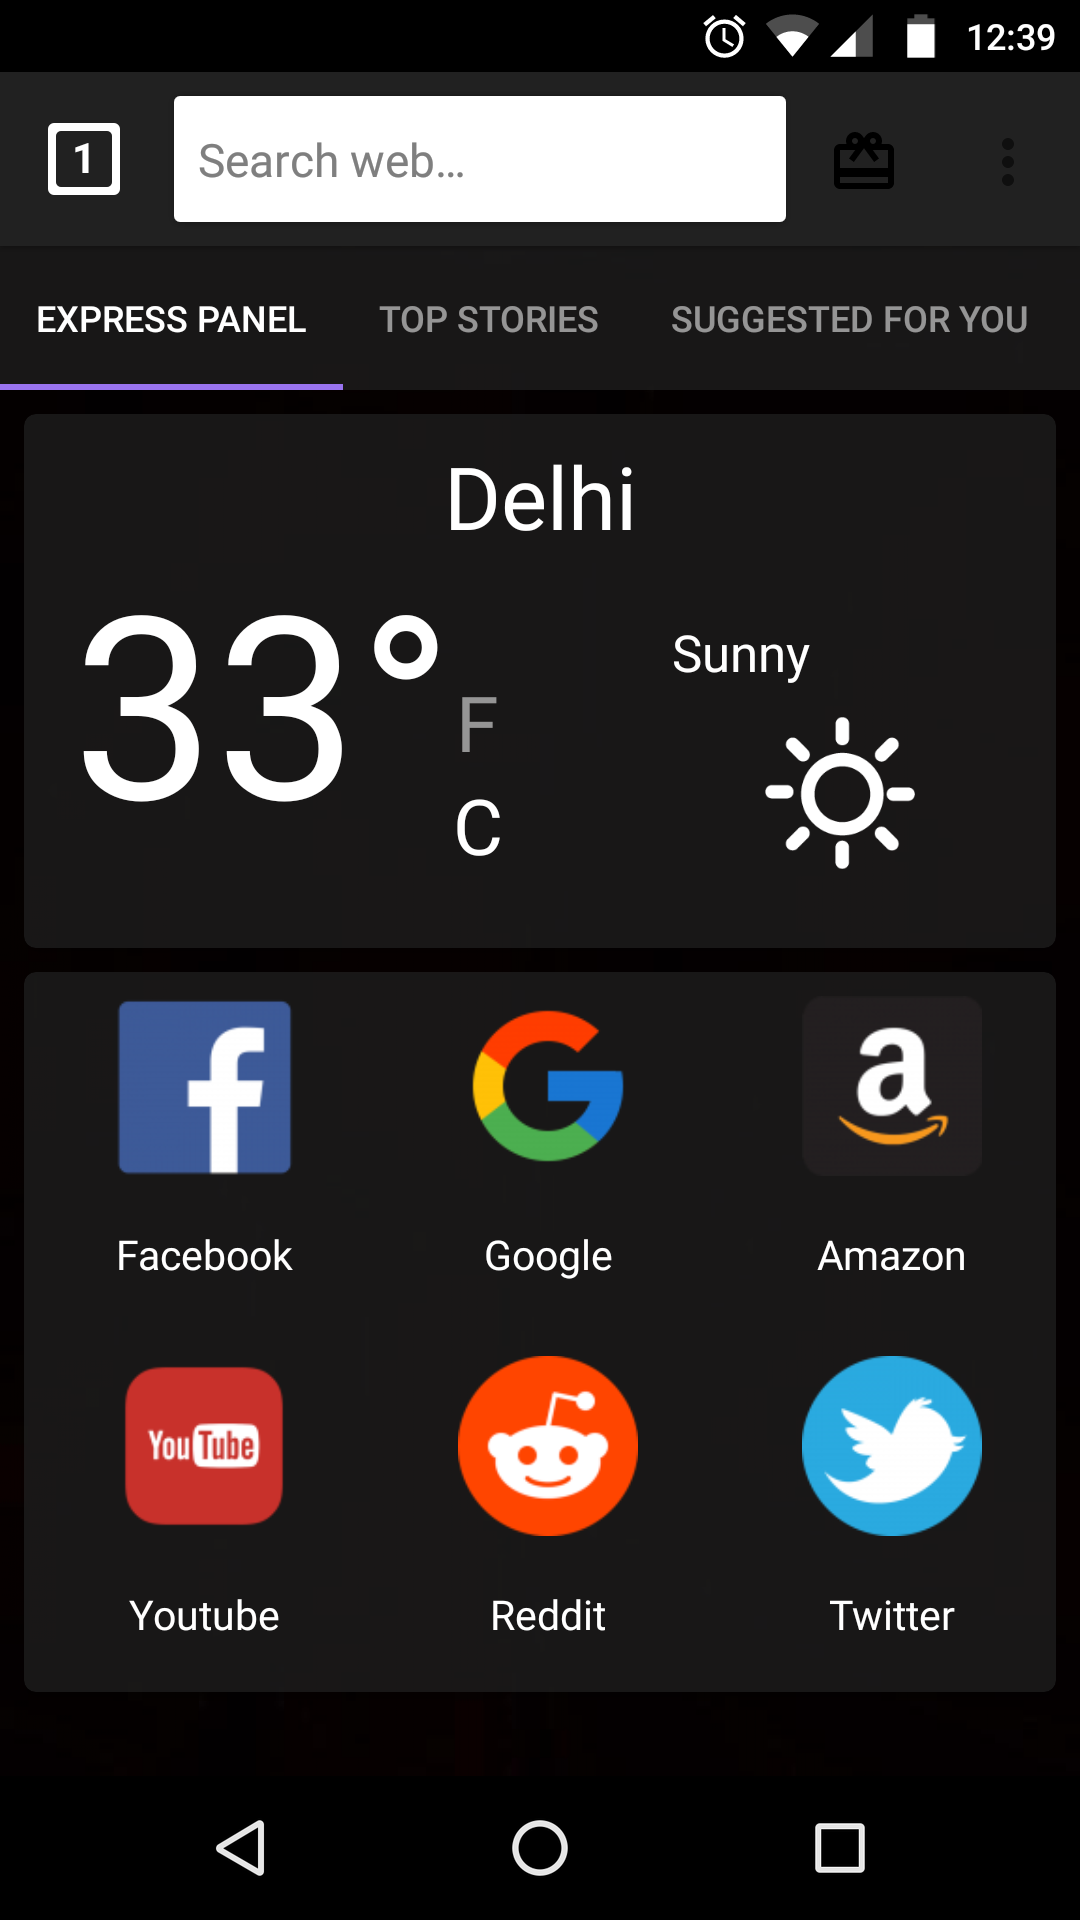 12:39
1
Search web...
EXPRESS PANEL
TOP STORIES
SUGGESTED FOR YOU
Delhi
33°
F
C
Sunny
Facebook
Google
Amazon
YouTube
Youtube
Reddit
Twitter